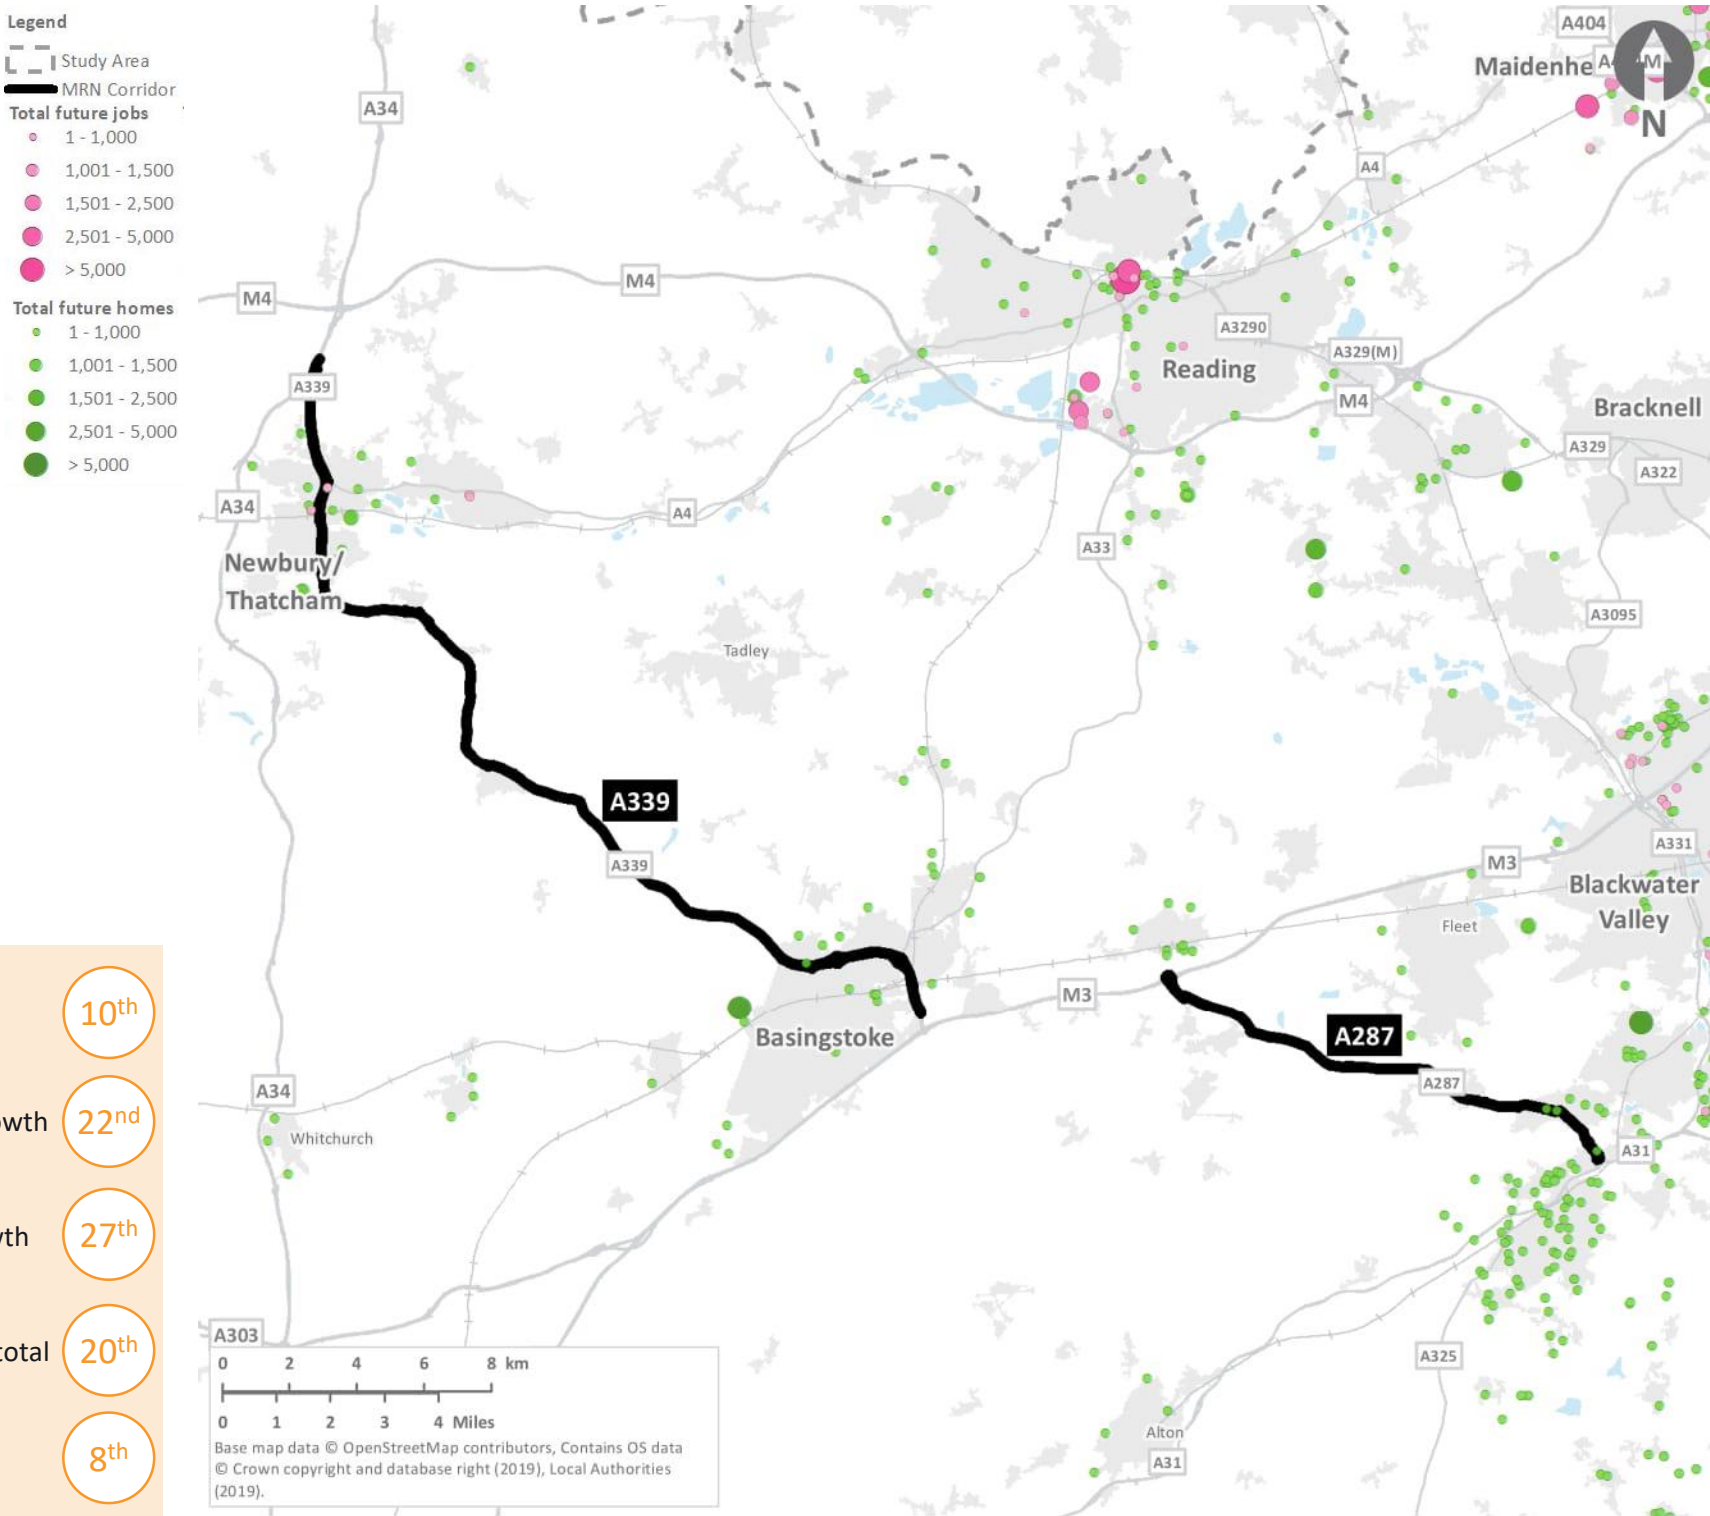 Legend
Study Area
MRN Corridor
Total future jobs
1 - 1,000
1,001 - 1,500
1,501 - 2,500
2,501 - 5,000
> 5,000
Total future homes
1 - 1,000
1,001 - 1,500
1,501 - 2,500
2,501 - 5,000
> 5,000
10th
22nd
27th
total
20th
8th
A404
Maidenhe
M
N
A34
A4
M4
M4
A3290
A329(M)
Reading
A339
M4
Bracknell
A329
A322
A34
A4
A33
Newbury/
Thatcham
A3095
Tadley
A339
A339
A331
M3
Blackwater
Valley
Fleet
M3
Basingstoke
A287
A287
A34
Whitchurch
A31
A303
A325
0 2 4 6 8 km
0 1 2 3 4 Miles
Base map data © OpenStreetMap contributors, Contains OS data
© Crown copyright and database right (2019), Local Authorities
(2019).
Alton
A31